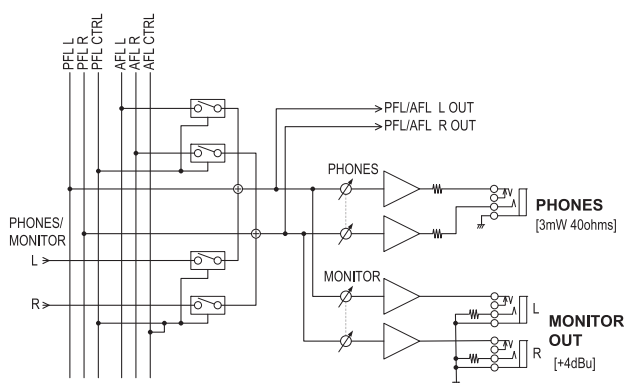 PFL L
PFL R
PFL CTRL
AFL L
AFL R
AFL CTRL
PFL/AFL L OUT
PFL/AFL R OUT
PHONES
PHONES
[3mW 40ohms]
PHONES/
MONITOR
L
R
MONITOR
L
R
MONITOR
OUT
[+4dBu]